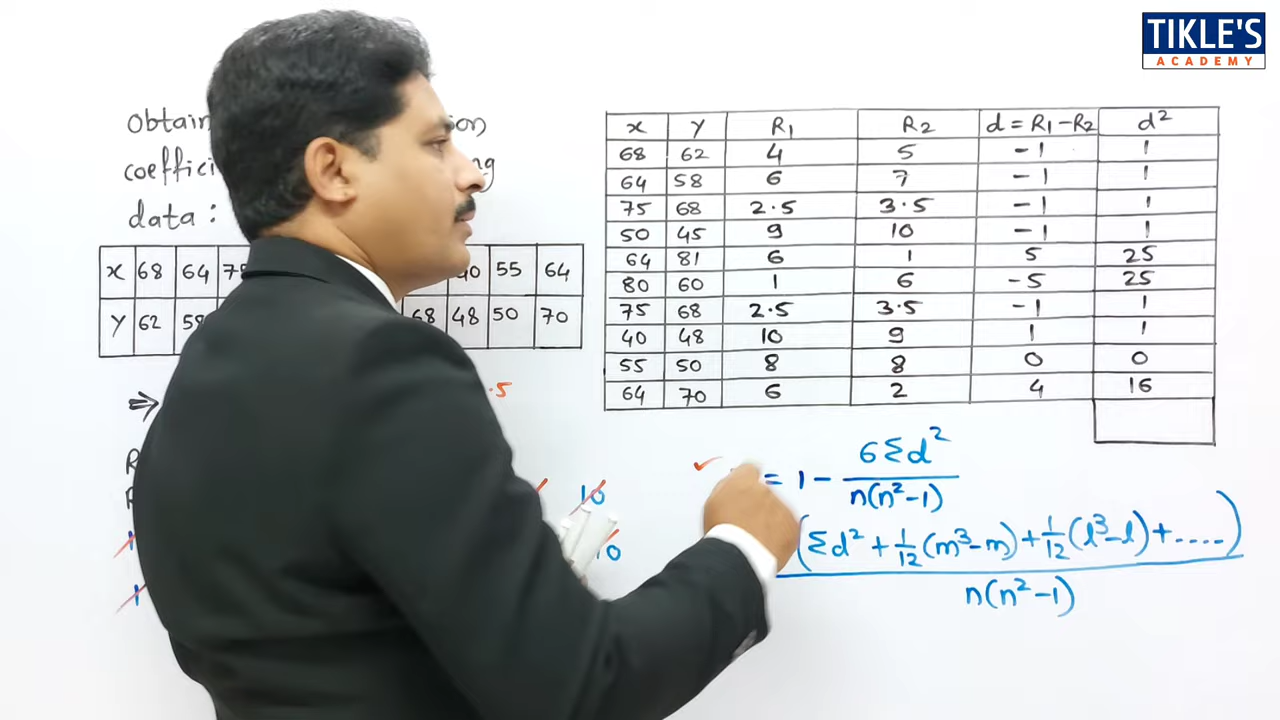 TIKLE'S
ACADEMY
Obtain
coeffici
data:
X 68 64 55 64
Y 62 68 48 50 70
⇒ .5
10
10
x y R₁ R₂ d = R₁ - R₂ d²
68 62 4 5 -1 1
64 58 6 7 -1 1
75 68 2.5 3.5 -1 1
50 45 9 10 -1 1
64 81 6 1 5 25
80 60 1 6 -5 25
75 68 2.5 3.5 -1 1
40 48 10 9 1 1
55 50 8 8 0 0
64 70 6 2 4 16
✓ = 1 - 6Σd² / n(n²-1)
(Σd² + 1/12 (m³-m) + 1/12 (l³-l) + ....) / n(n²-1)